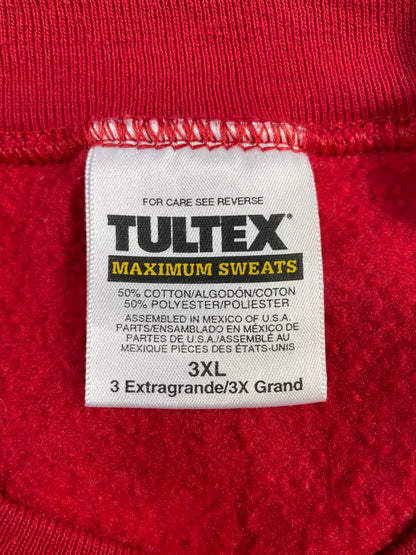 FOR CARE SEE REVERSE
TULTEX®
MAXIMUM SWEATS
50% COTTON/ALGODÓN/COTON
50% POLYESTER/POLIESTER
ASSEMBLED IN MEXICO OF U.S.A.
PARTS/ENSAMBLADO EN MÉXICO DE
PARTES DE U.S.A./ASSEMBLÉ AU
MEXIQUE PIÈCES DES ÉTATS-UNIS
3XL
3 Extragrande/3X Grand